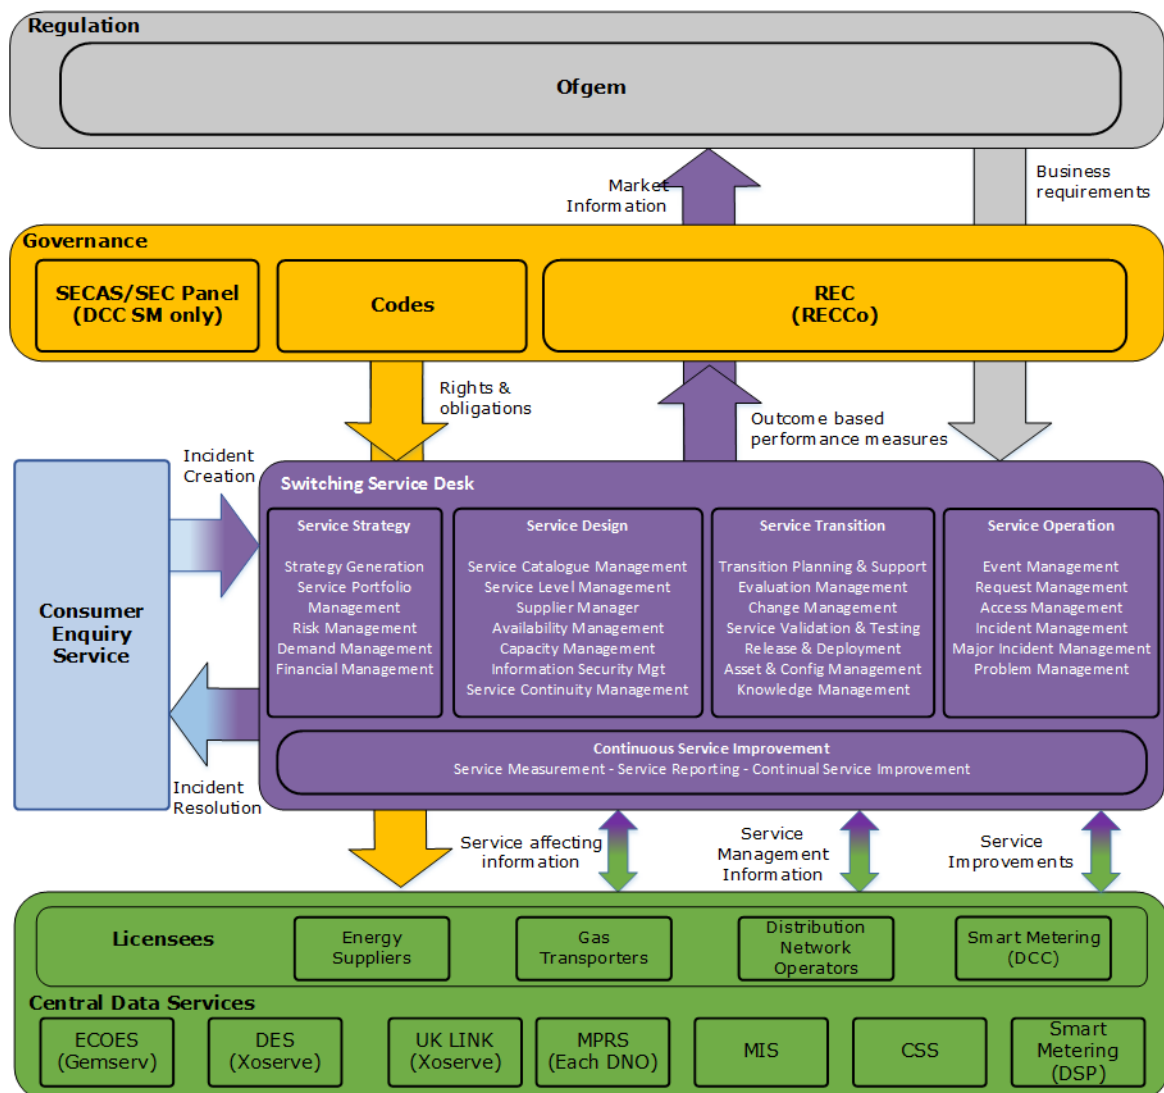 Regulation
Ofgem
Market
Information
Business
requirements
Governance
SECAS/SEC Panel
(DCC SM only)
Codes
REC
(RECCo)
Rights &
obligations
Outcome based
performance measures
Incident
Creation
Consumer
Enquiry
Service
Incident
Resolution
Switching Service Desk
Service Strategy
Strategy Generation
Service Portfolio
Management
Risk Management
Demand Management
Financial Management
Service Design
Service Catalogue Management
Service Level Management
Supplier Manager
Availability Management
Capacity Management
Information Security Mgt
Service Continuity Management
Service Transition
Transition Planning & Support
Evaluation Management
Change Management
Service Validation & Testing
Release & Deployment
Asset & Config Management
Knowledge Management
Service Operation
Event Management
Request Management
Access Management
Incident Management
Major Incident Management
Problem Management
Continuous Service Improvement
Service Measurement - Service Reporting - Continual Service Improvement
Service affecting
information
Service
Management
Information
Service
Improvements
Licensees
Energy
Suppliers
Gas
Transporters
Distribution
Network
Operators
Smart Metering
(DCC)
Central Data Services
ECOES
(Gemserv)
DES
(Xoserve)
UK LINK
(Xoserve)
MPRS
(Each DNO)
MIS
CSS
Smart
Metering
(DSP)